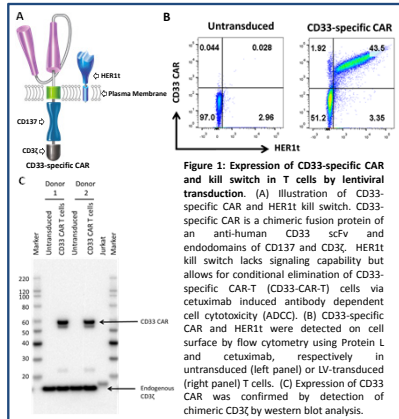 A
HER1t
Plasma Membrane
CD137
CD3ζ
CD33-specific CAR
B
Untransduced
CD33-specific CAR
0.044
0.028
97.0
2.96
1.92
43.5
51.2
3.35
CD33 CAR
HER1t
C
Donor
1
Donor
2
Marker
Untransduced
CD33 CAR T cells
Untransduced
CD33 CAR T cells
Jurkat
Marker
220
120
100
80
60
50
40
30
20
CD33 CAR
Endogenous
CD3ζ
Figure 1: Expression of CD33-specific CAR
and kill switch in T cells by lentiviral
transduction. (A) Illustration of CD33-
specific CAR and HER1t kill switch. CD33-
specific CAR is a chimeric fusion protein of
an anti-human CD33 scFv and
endodomains of CD137 and CD3ζ. HER1t
kill switch lacks signaling capability but
allows for conditional elimination of CD33-
specific CAR-T (CD33-CAR-T) cells via
cetuximab induced antibody dependent
cell cytotoxicity (ADCC). (B) CD33-specific
CAR and HER1t were detected on cell
surface by flow cytometry using Protein L
and cetuximab, respectively in
untransduced (left panel) or LV-transduced
(right panel) T cells. (C) Expression of CD33
CAR was confirmed by detection of
chimeric CD3ζ by western blot analysis.